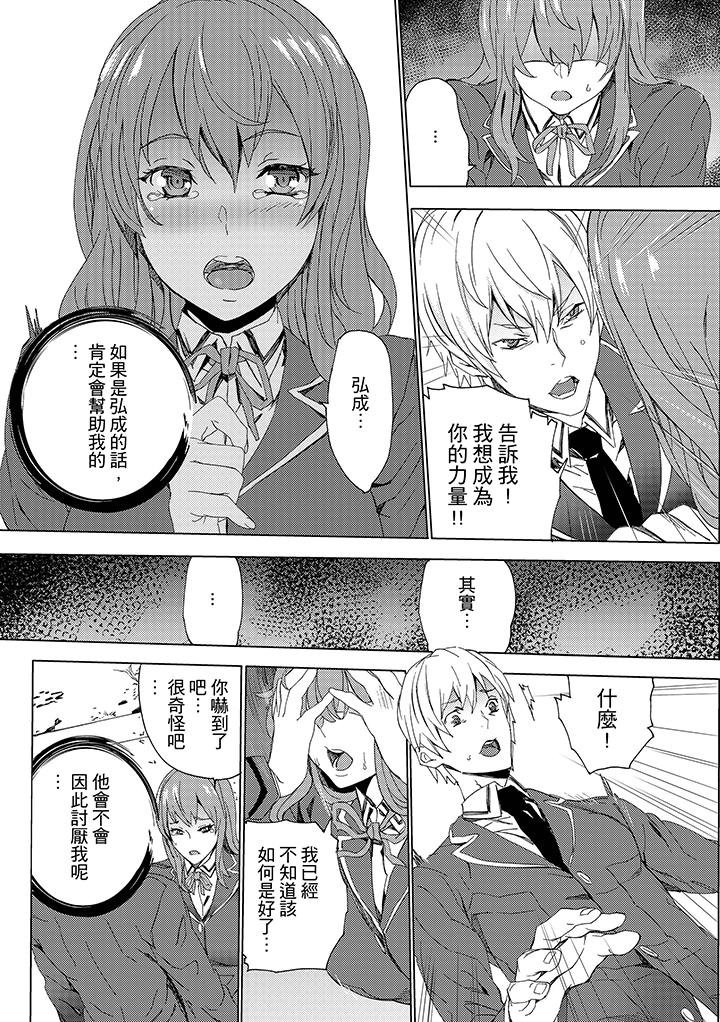 …
告訴我！
我想成為
你的力量!!
弘成…
如果是弘成的話，
肯定會幫助我的
…
其實…
…
什麼！
我已經
不知道該
如何是好了…
你嚇到了
吧…
很奇怪吧
…
他會不會
因此討厭我呢
…